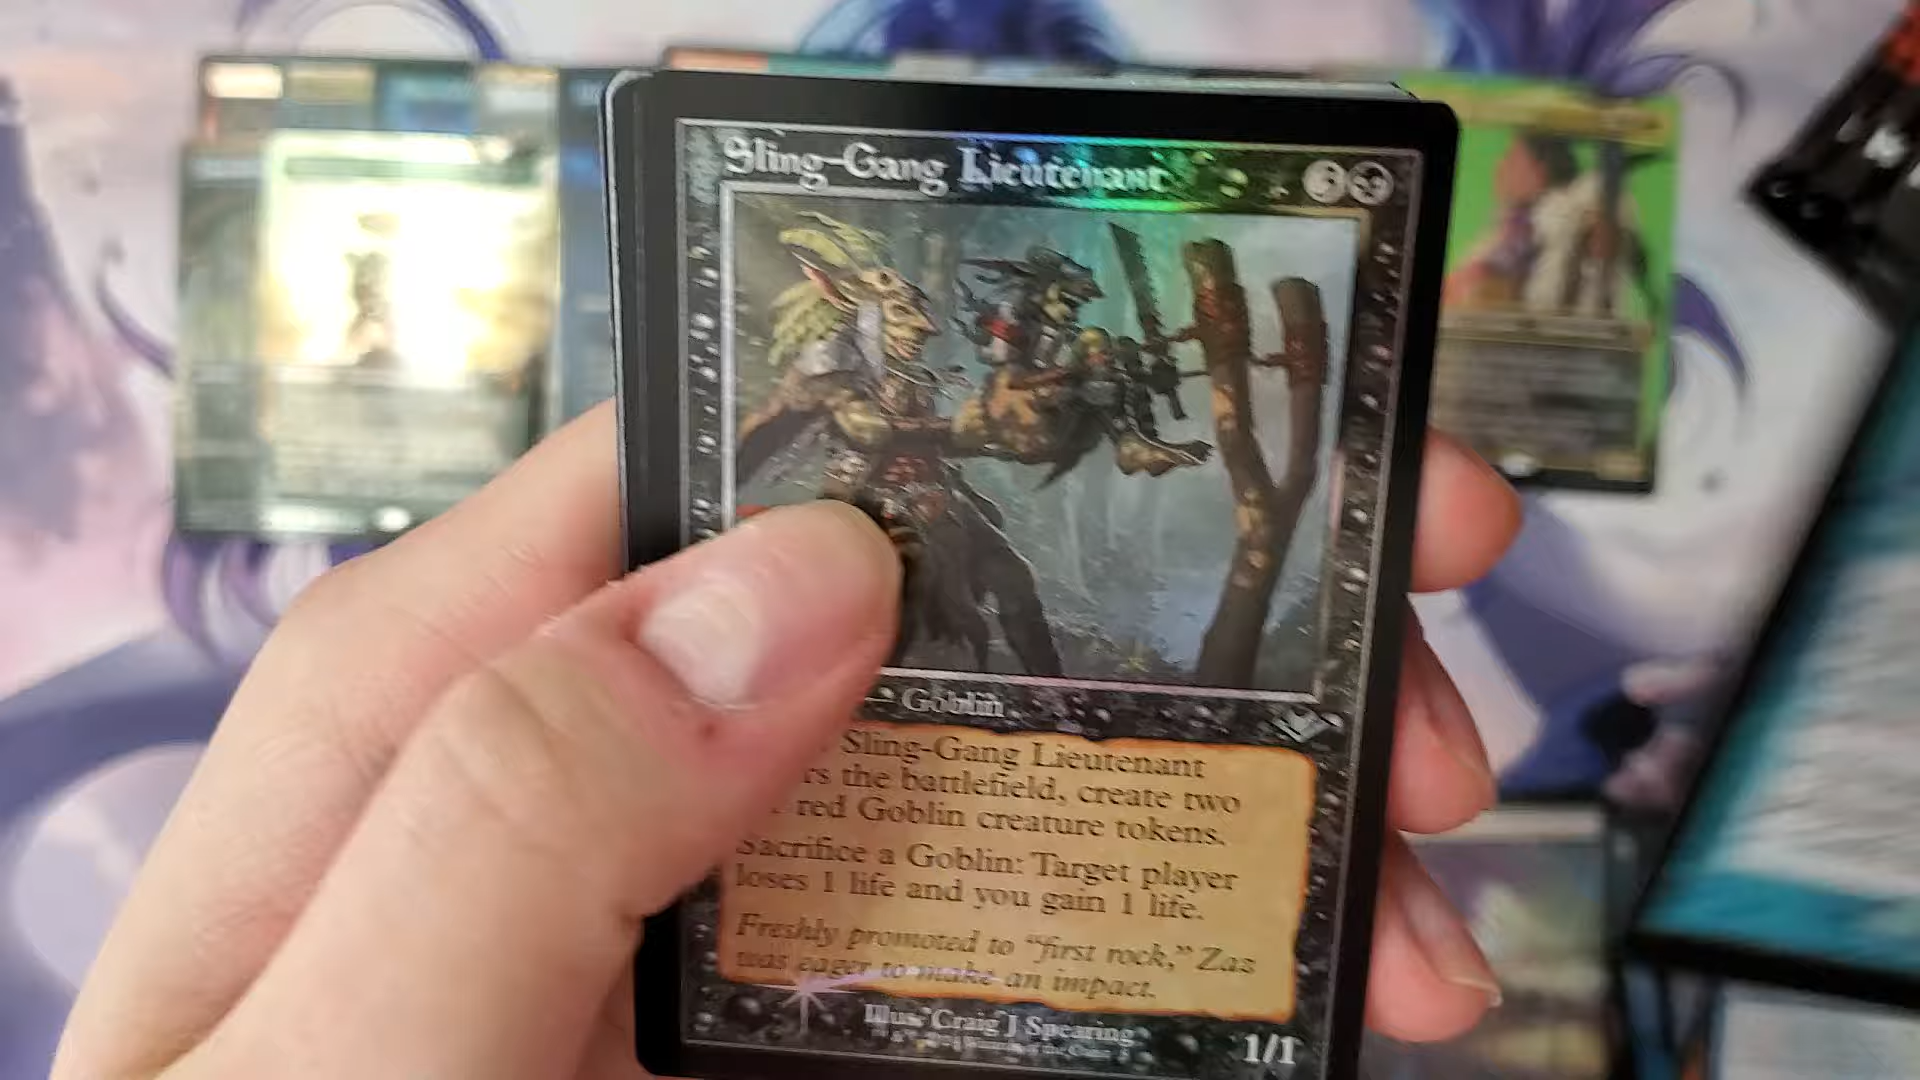 Sling-Gang Lieutenant
— Goblin
Sling-Gang Lieutenant
rs the battlefield, create two
red Goblin creature tokens.
Sacrifice a Goblin: Target player
loses 1 life and you gain 1 life.
Freshly promoted to “first rock,” Zaz
was eager to make an impact.
Illus. Craig J Spearing
1/1